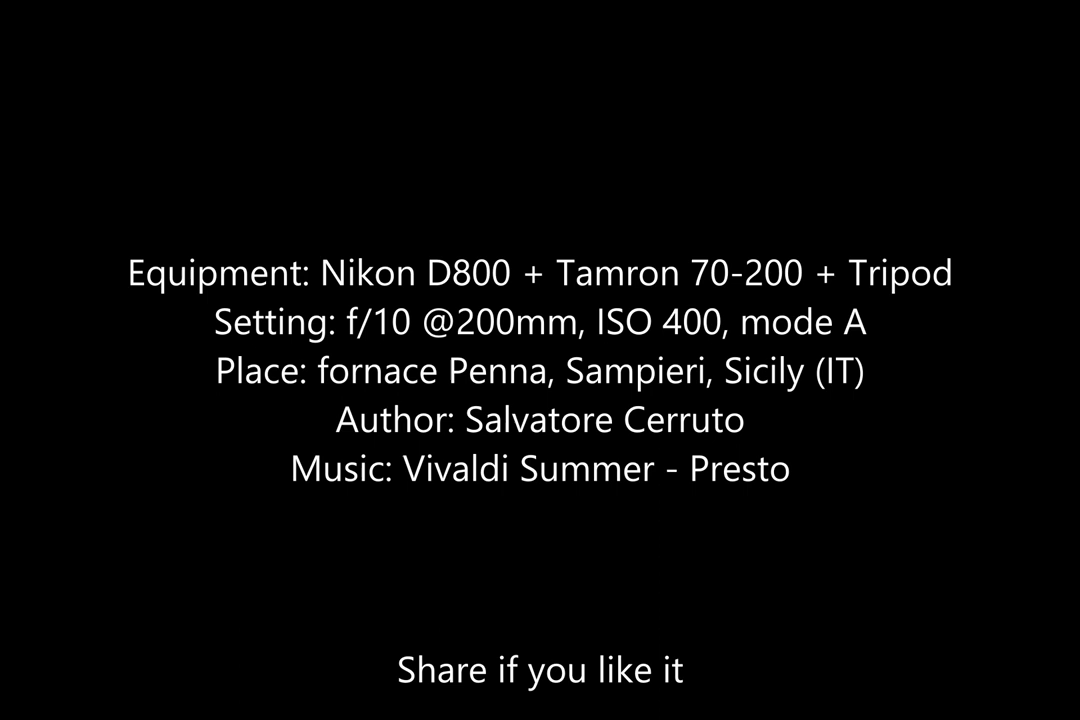 Equipment: Nikon D800 + Tamron 70-200 + Tripod
Setting: f/10 @200mm, ISO 400, mode A
Place: fornace Penna, Sampieri, Sicily (IT)
Author: Salvatore Cerruto
Music: Vivaldi Summer - Presto
Share if you like it